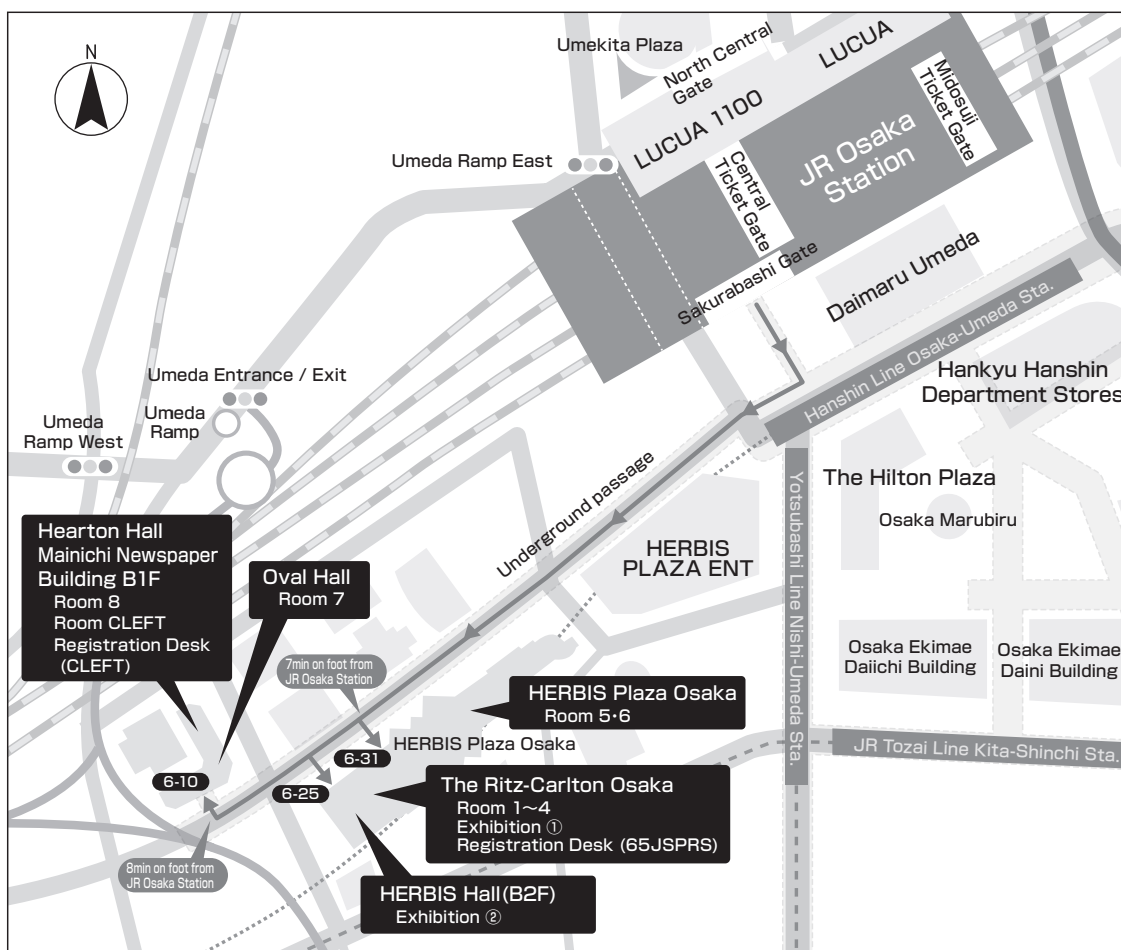 N
Umekita Plaza
North Central
Gate
LUCUA
LUCUA 1100
Midosuji
Ticket Gate
JR Osaka
Station
Central
Ticket Gate
Umeda Ramp East
Sakurabashi Gate
Daimaru Umeda
Hanshin Line Osaka-Umeda Sta.
Hankyu Hanshin
Department Stores
Umeda Entrance / Exit
Umeda
Ramp
Umeda
Ramp West
Underground passage
Yotsubashi Line Nishi-Umeda Sta.
The Hilton Plaza
Osaka Marubiru
HERBIS
PLAZA ENT
Hearton Hall
Mainichi Newspaper
Building B1F
Room 8
Room CLEFT
Registration Desk
(CLEFT)
Oval Hall
Room 7
Osaka Ekimae
Daiichi Building
Osaka Ekimae
Daini Building
7min on foot from
JR Osaka Station
HERBIS Plaza Osaka
Room 5・6
HERBIS Plaza Osaka
JR Tozai Line Kita-Shinchi Sta.
6-31
6-10
6-25
The Ritz-Carlton Osaka
Room 1〜4
Exhibition ①
Registration Desk (65JSPRS)
8min on foot from
JR Osaka Station
HERBIS Hall(B2F)
Exhibition ②